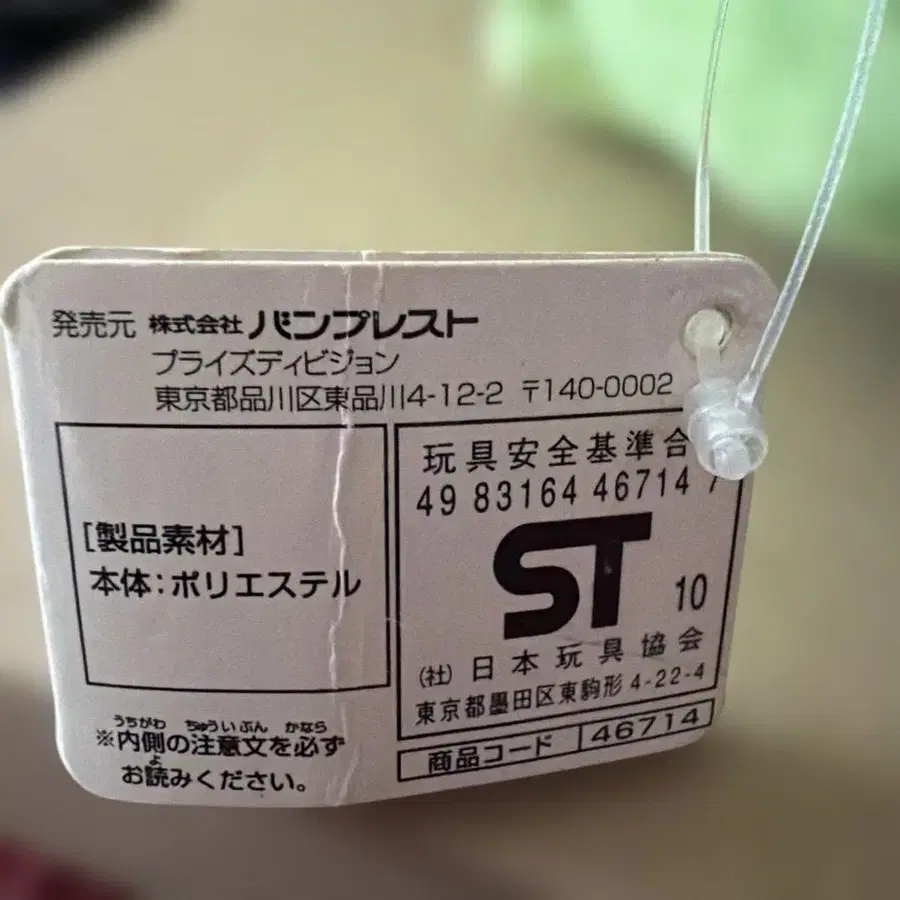 発売元 株式会社 バンプレスト
プライズディビジョン
東京都品川区東品川4-12-2 〒140-0002
[製品素材]
本体:ポリエステル
玩具安全基準合
49 83164 46714
ST 10
(社) 日本玩具協会
東京都墨田区東駒形 4-22-4
商品コード 46714
うちがわ ちゅういぶん かなら
※内側の注意文を必ず
よ
お読みください。